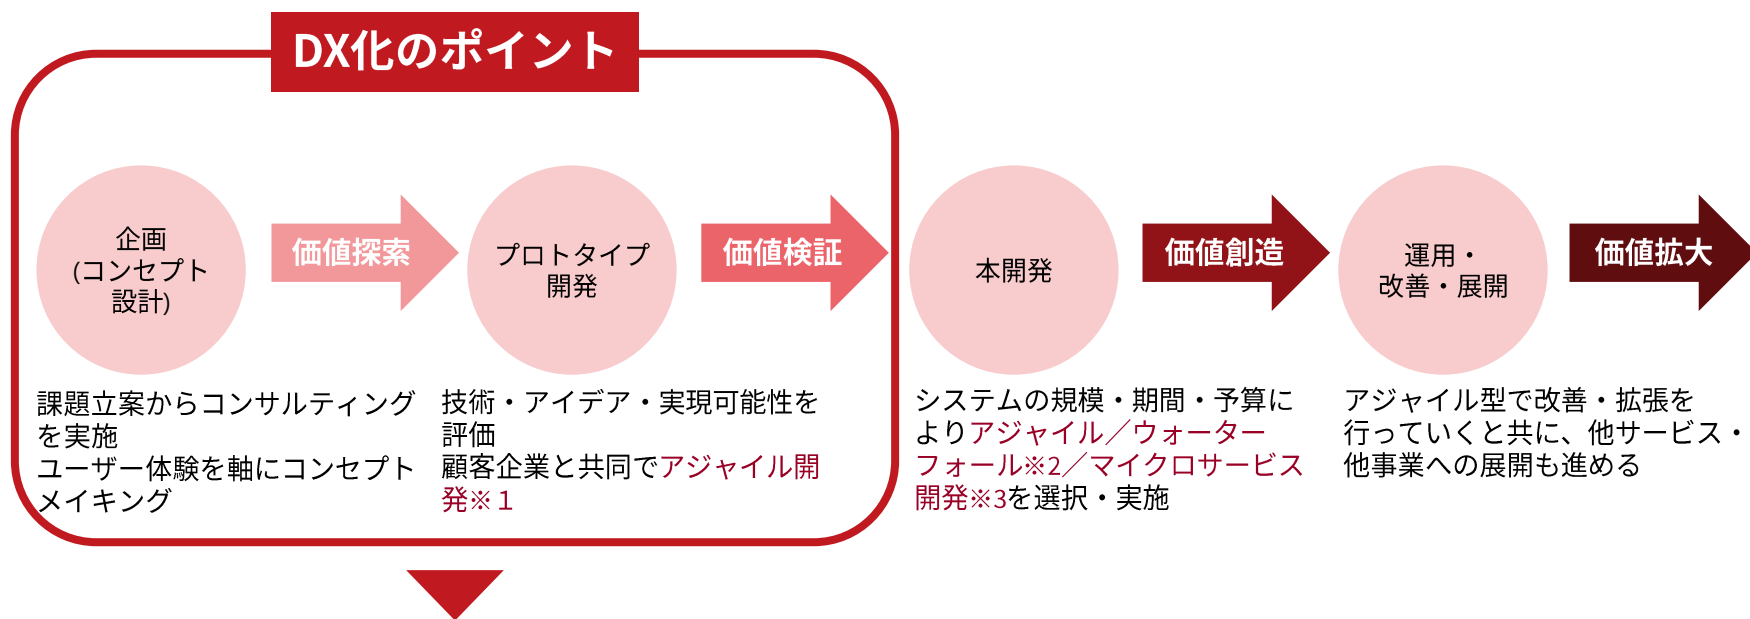 DX化のポイント
企画
(コンセプト
設計)
価値探索
プロトタイプ
開発
価値検証
本開発
価値創造
運用・
改善・展開
価値拡大
課題立案からコンサルティング
を実施
ユーザー体験を軸にコンセプト
メイキング
技術・アイデア・実現可能性を
評価
顧客企業と共同でアジャイル開
発※１
システムの規模・期間・予算に
よりアジャイル／ウォーター
フォール※2／マイクロサービス
開発※3を選択・実施
アジャイル型で改善・拡張を
行っていくと共に、他サービス・
他事業への展開も進める